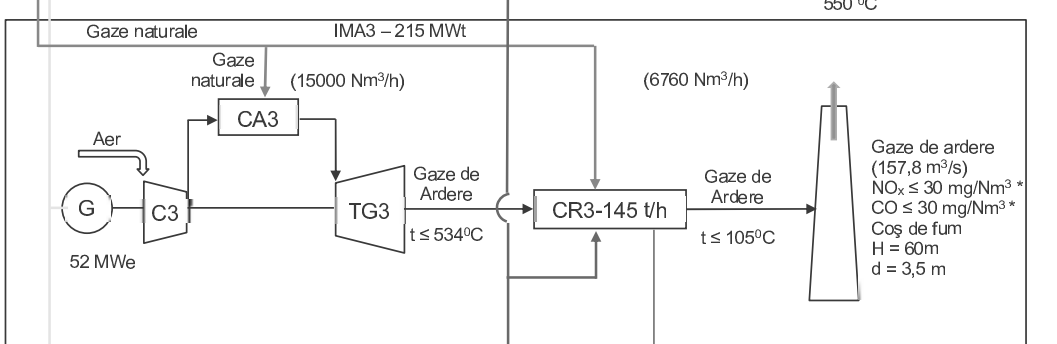 550 ⁰C
Gaze naturale
IMA3 – 215 MWt
Gaze
naturale
(15000 Nm³/h)
(6760 Nm³/h)
CA3
Aer
G
C3
52 MWe
TG3
Gaze de
Ardere
t ≤ 534⁰C
CR3-145 t/h
Gaze de
Ardere
t ≤ 105⁰C
Gaze de ardere
(157,8 m³/s)
NOₓ ≤ 30 mg/Nm³ *
CO ≤ 30 mg/Nm³ *
Coş de fum
H = 60m
d = 3,5 m